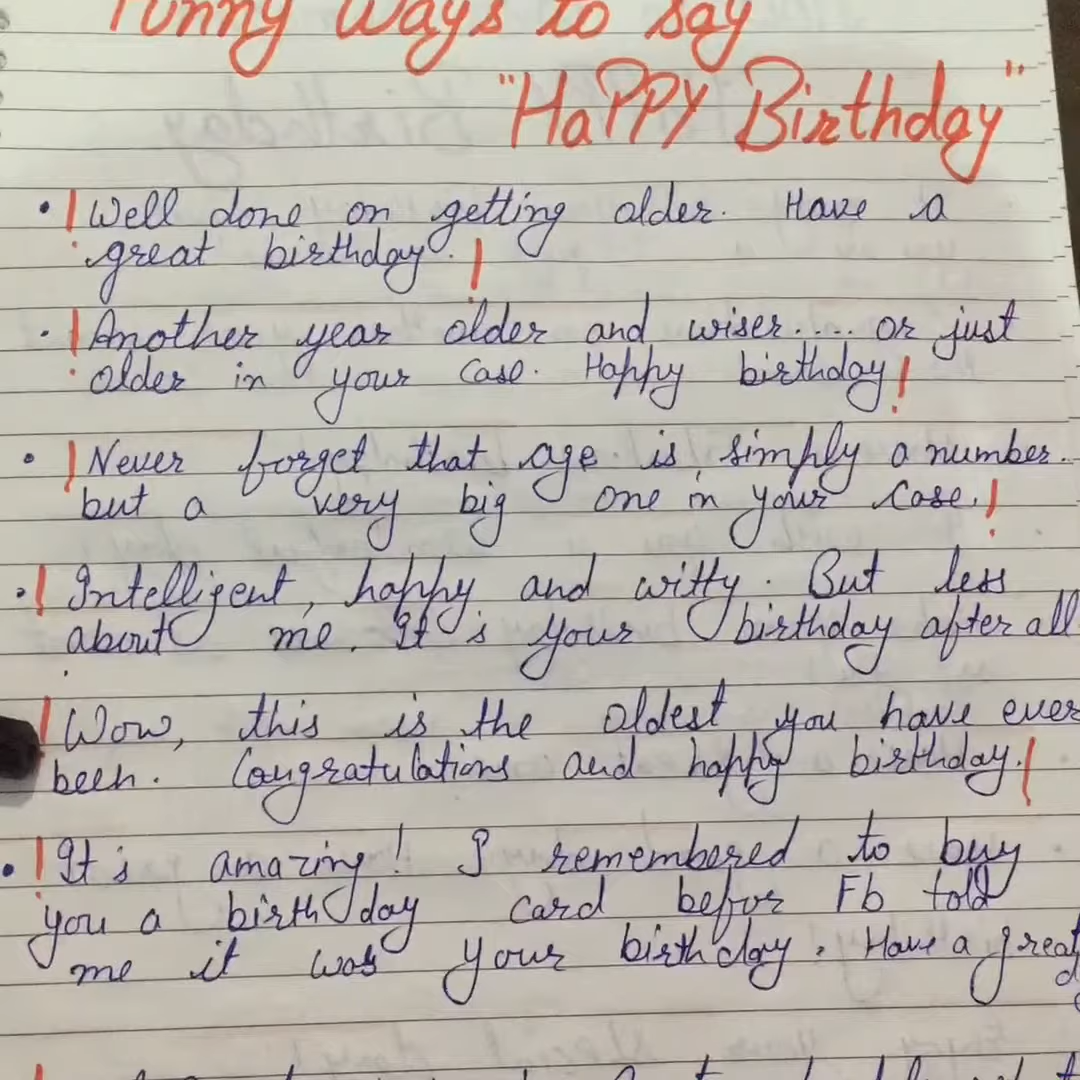 Funny Ways to say
"HaPPY Birthday"
• ! Well done on getting older. Have a
great birthday. !
• ! Another year older and wiser.... or just
older in your case. Happy birthday !
• ! Never forget that age is simply a number.
but a very big one in your case. !
• ! Intelligent, happy and witty. But less
about me. It's your birthday after all
! Wow, this is the oldest you have ever
been. Congratulations and happy birthday. !
• ! It's amazing! I remembered to buy
you a birthday card befor Fb told
me it was your birthday. Have a great